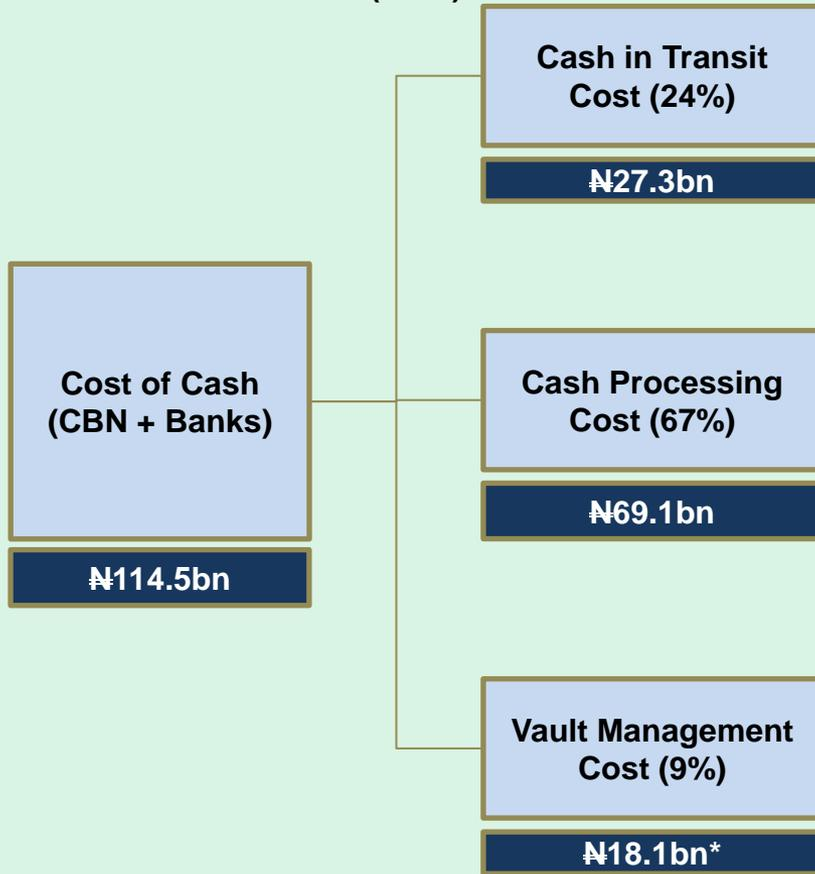 Cash in Transit
Cost (24%)
₦27.3bn
Cost of Cash
(CBN + Banks)
₦114.5bn
Cash Processing
Cost (67%)
₦69.1bn
Vault Management
Cost (9%)
₦18.1bn*